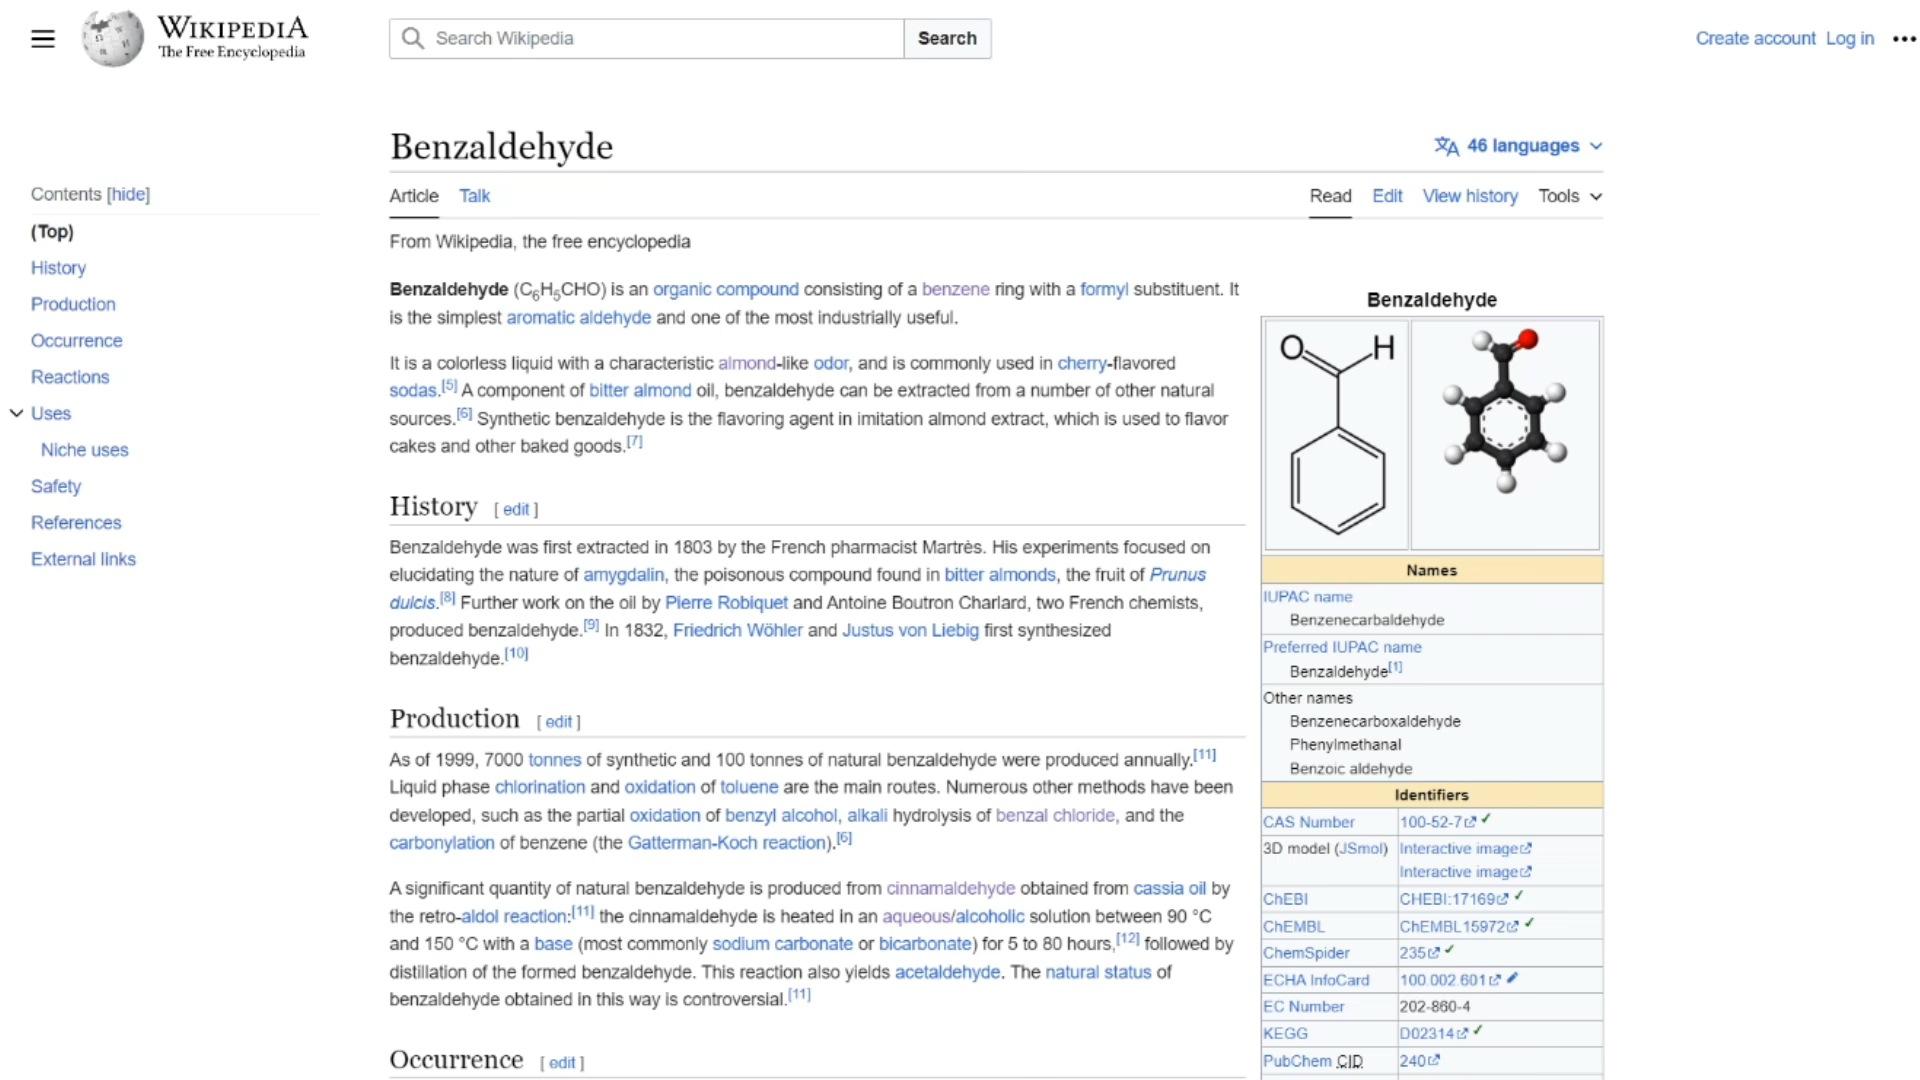 WIKIPEDIA
The Free Encyclopedia
Search Wikipedia
Search
Create account Log in
Benzaldehyde
46 languages
Article Talk
Read Edit View history Tools
Contents [hide]
(Top)
History
Production
Occurrence
Reactions
Uses
Niche uses
Safety
References
External links
From Wikipedia, the free encyclopedia
Benzaldehyde (C6H5CHO) is an organic compound consisting of a benzene ring with a formyl substituent. It
is the simplest aromatic aldehyde and one of the most industrially useful.
It is a colorless liquid with a characteristic almond-like odor, and is commonly used in cherry-flavored
sodas.[5] A component of bitter almond oil, benzaldehyde can be extracted from a number of other natural
sources.[6] Synthetic benzaldehyde is the flavoring agent in imitation almond extract, which is used to flavor
cakes and other baked goods.[7]
History [ edit ]
Benzaldehyde was first extracted in 1803 by the French pharmacist Martrès. His experiments focused on
elucidating the nature of amygdalin, the poisonous compound found in bitter almonds, the fruit of Prunus
dulcis.[8] Further work on the oil by Pierre Robiquet and Antoine Boutron Charlard, two French chemists,
produced benzaldehyde.[9] In 1832, Friedrich Wöhler and Justus von Liebig first synthesized
benzaldehyde.[10]
Production [ edit ]
As of 1999, 7000 tonnes of synthetic and 100 tonnes of natural benzaldehyde were produced annually.[11]
Liquid phase chlorination and oxidation of toluene are the main routes. Numerous other methods have been
developed, such as the partial oxidation of benzyl alcohol, alkali hydrolysis of benzal chloride, and the
carbonylation of benzene (the Gatterman-Koch reaction).[6]
A significant quantity of natural benzaldehyde is produced from cinnamaldehyde obtained from cassia oil by
the retro-aldol reaction:[11] the cinnamaldehyde is heated in an aqueous/alcoholic solution between 90 °C
and 150 °C with a base (most commonly sodium carbonate or bicarbonate) for 5 to 80 hours,[12] followed by
distillation of the formed benzaldehyde. This reaction also yields acetaldehyde. The natural status of
benzaldehyde obtained in this way is controversial.[11]
Occurrence [ edit ]
Benzaldehyde
O H
Names
IUPAC name
Benzenecarbaldehyde
Preferred IUPAC name
Benzaldehyde[1]
Other names
Benzenecarboxaldehyde
Phenylmethanal
Benzoic aldehyde
Identifiers
CAS Number 100-52-7
3D model (JSmol) Interactive image
Interactive image
ChEBI CHEBI:17169
ChEMBL ChEMBL15972
ChemSpider 235
ECHA InfoCard 100.002.601
EC Number 202-860-4
KEGG D02314
PubChem CID 240